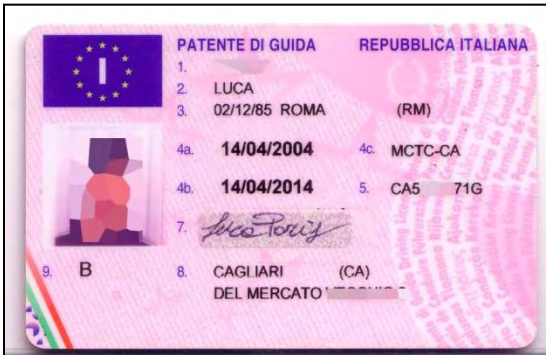 PATENTE DI GUIDA REPUBBLICA ITALIANA
I
1.
2. LUCA
3. 02/12/85 ROMA (RM)
4a. 14/04/2004 4c. MCTC-CA
4b. 14/04/2014 5. CA5 71G
7. Luca
9. B 8. CAGLIARI (CA)
DEL MERCATO